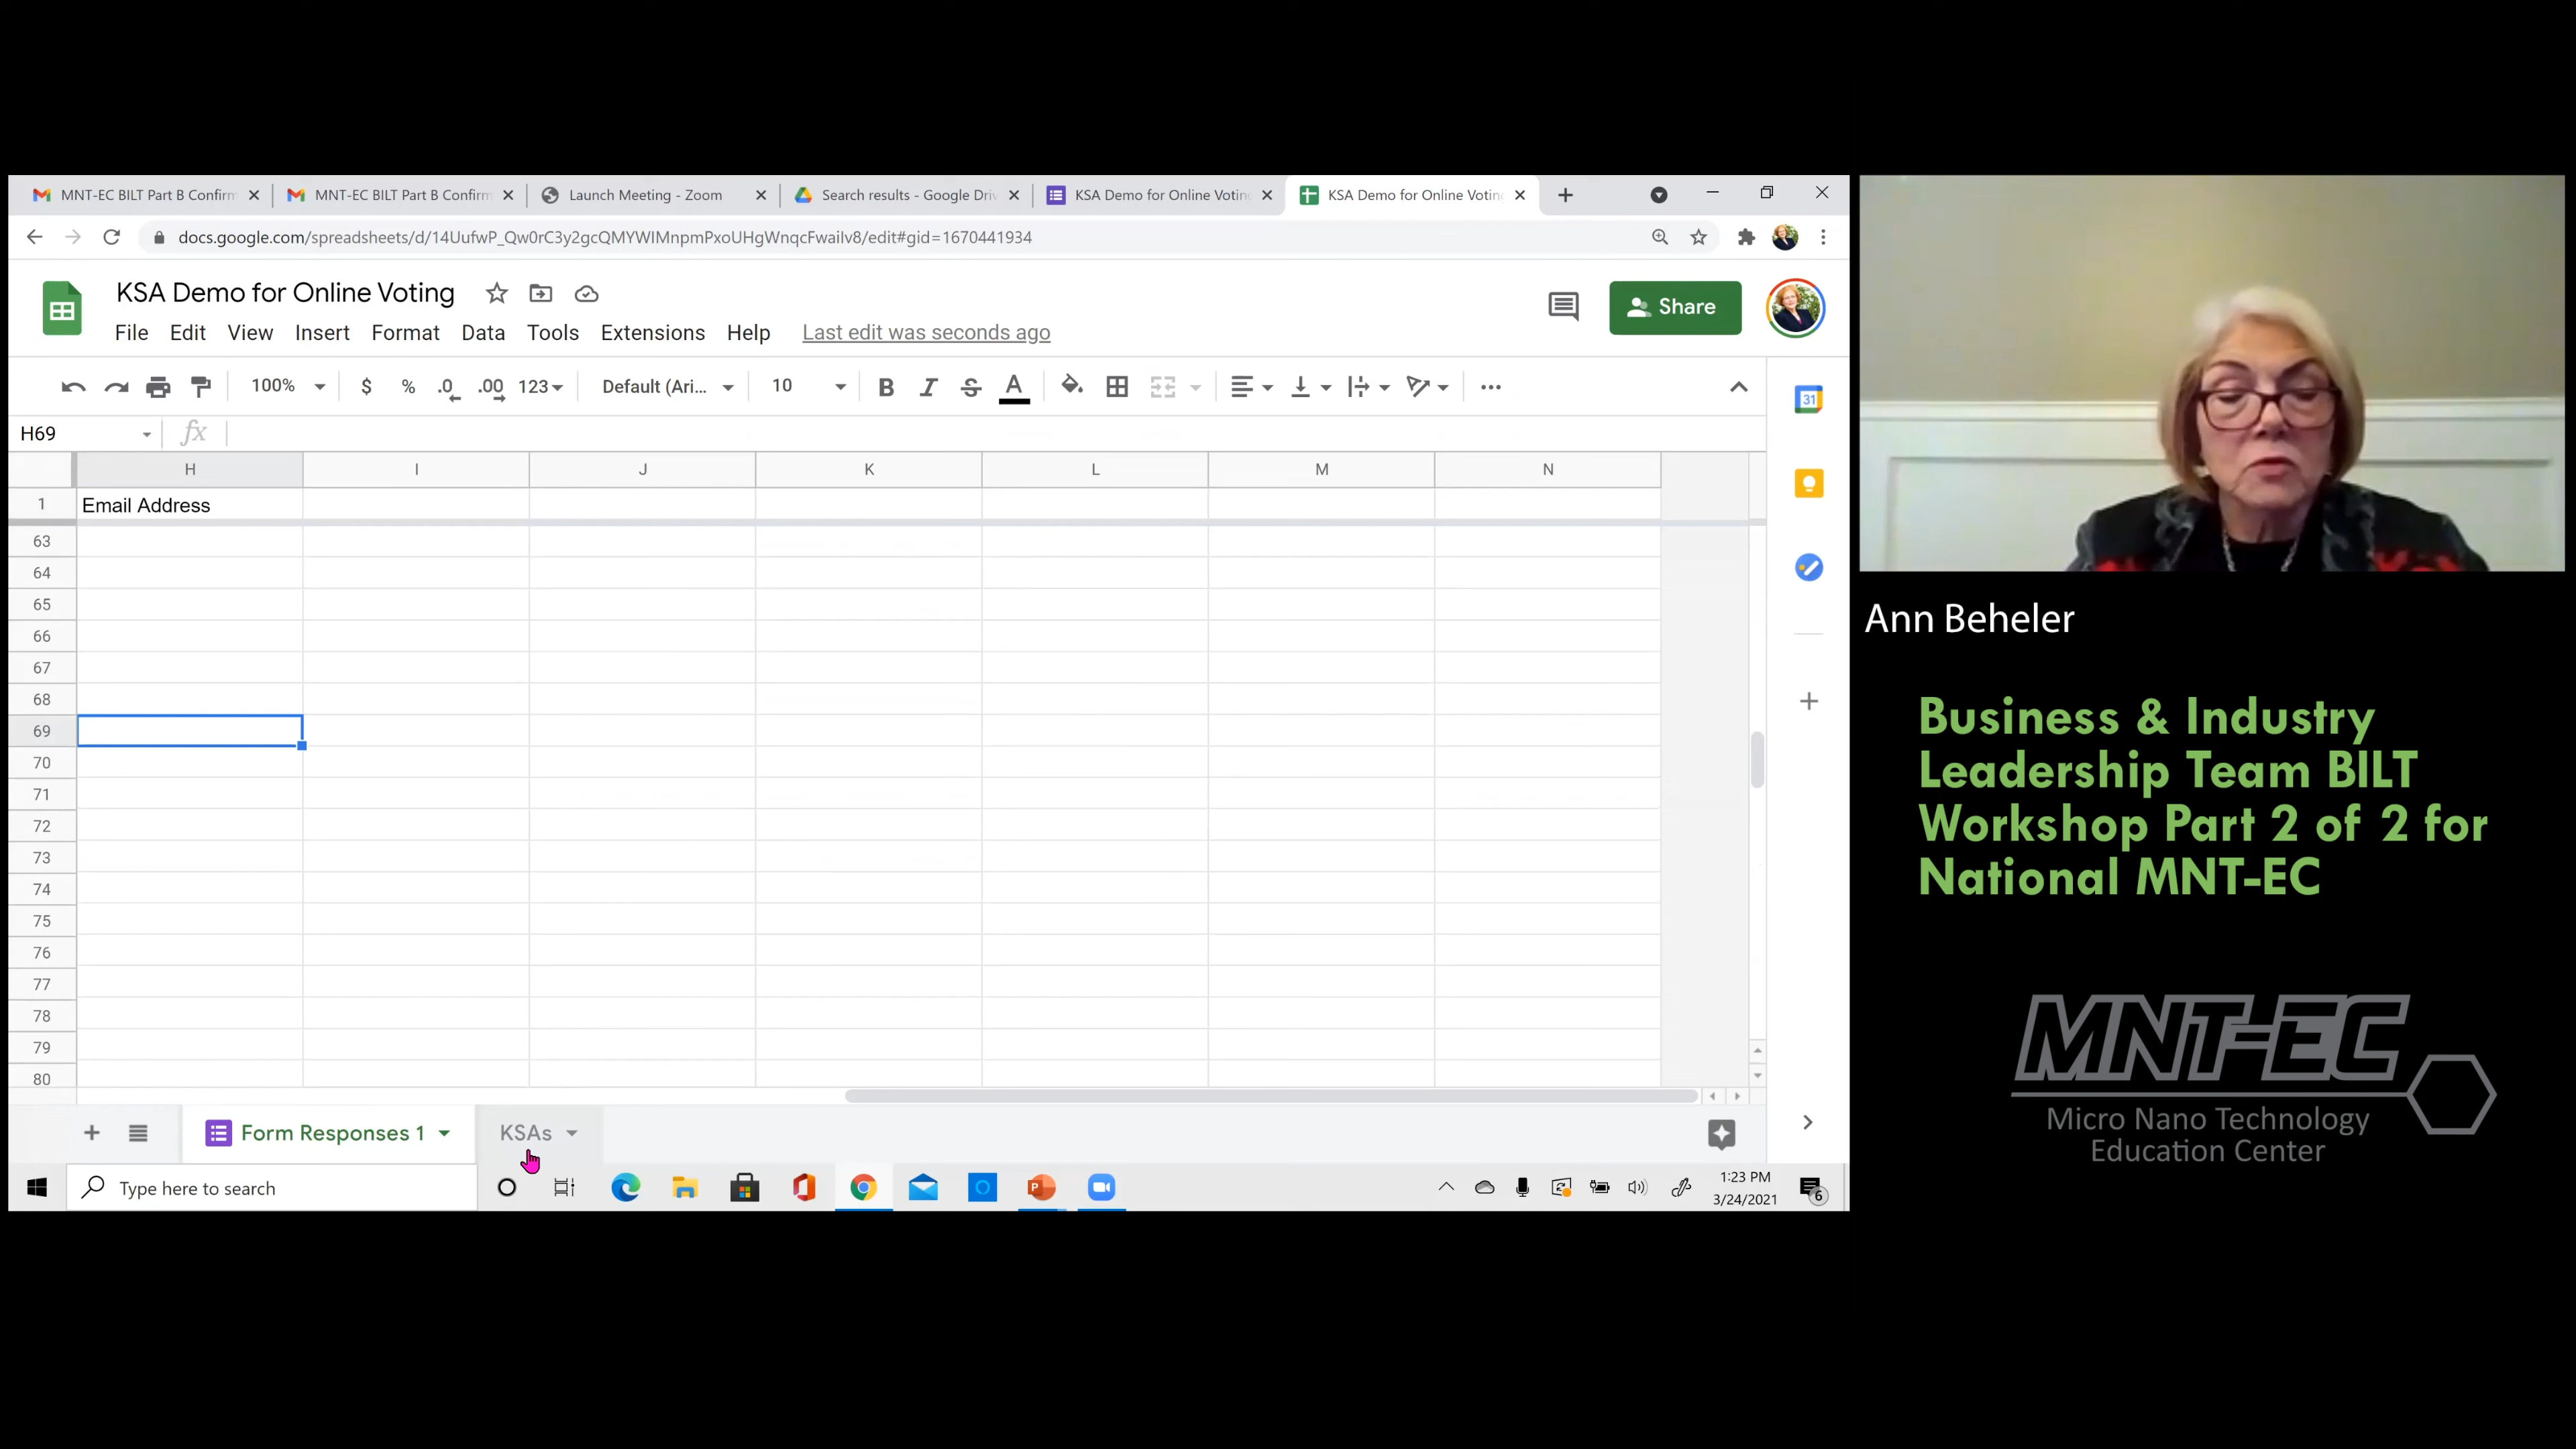 MNT-EC BILT Part B Confirm
MNT-EC BILT Part B Confirm
Launch Meeting - Zoom
Search results - Google Driv
KSA Demo for Online Voting
KSA Demo for Online Voting
docs.google.com/spreadsheets/d/14UufwP_Qw0rC3y2gcQMYWIMnpmPxoUHgWnqcFwaiIv8/edit#gid=1670441934
KSA Demo for Online Voting
Share
File Edit View Insert Format Data Tools Extensions Help Last edit was seconds ago
100% $ % .0 .00 123 Default (Ari... 10 B I S A
31
H69 fx
H I J K L M N
1 Email Address
63
64
65
66
67
68
69
70
71
72
73
74
75
76
77
78
79
80
Form Responses 1 KSAs
Type here to search
1:23 PM
3/24/2021
6
Ann Beheler
Business & Industry
Leadership Team BILT
Workshop Part 2 of 2 for
National MNT-EC
MNT-EC
Micro Nano Technology
Education Center